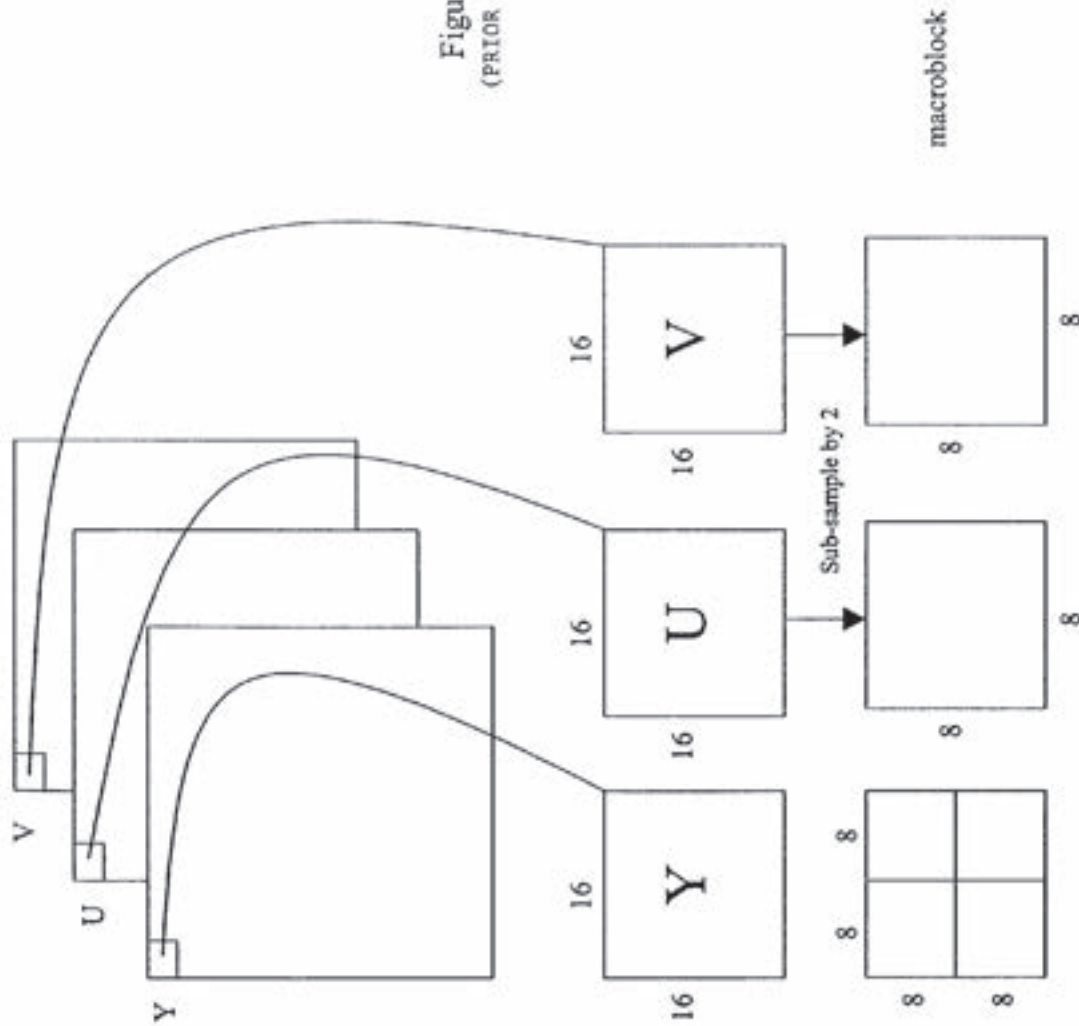 V
U
Y
Figu
(PRIOR
16 16 16
16 Y 16 U 16 V
Sub-sample by 2
8 8
8
8 8 macroblock
8
8 8